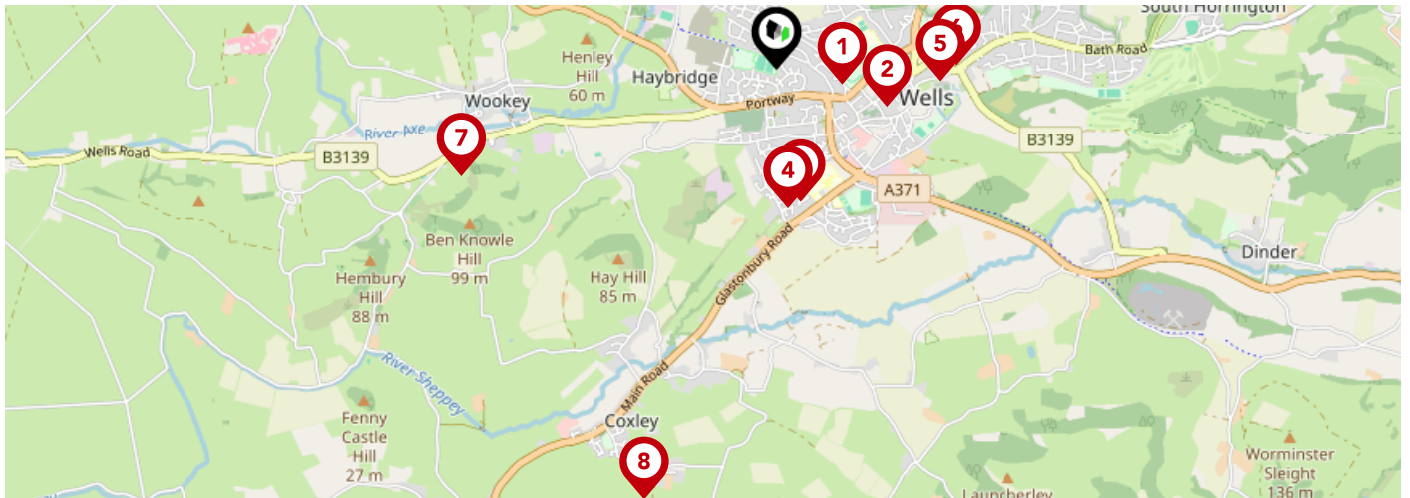 South Horrington
Bath Road
6
5
1
2
Henley
Hill
60 m
Haybridge
Wells
Wookey
Portway
River Axe
7
Wells Road
B3139
B3139
4
A371
Ben Knowle
Hill
99 m
Hay Hill
85 m
Hembury
Hill
88 m
Glastonbury Road
Dinder
River Sheppey
Main Road
Coxley
Fenny
Castle
Hill
27 m
8
Worminster
Sleight
136 m
Launcherley